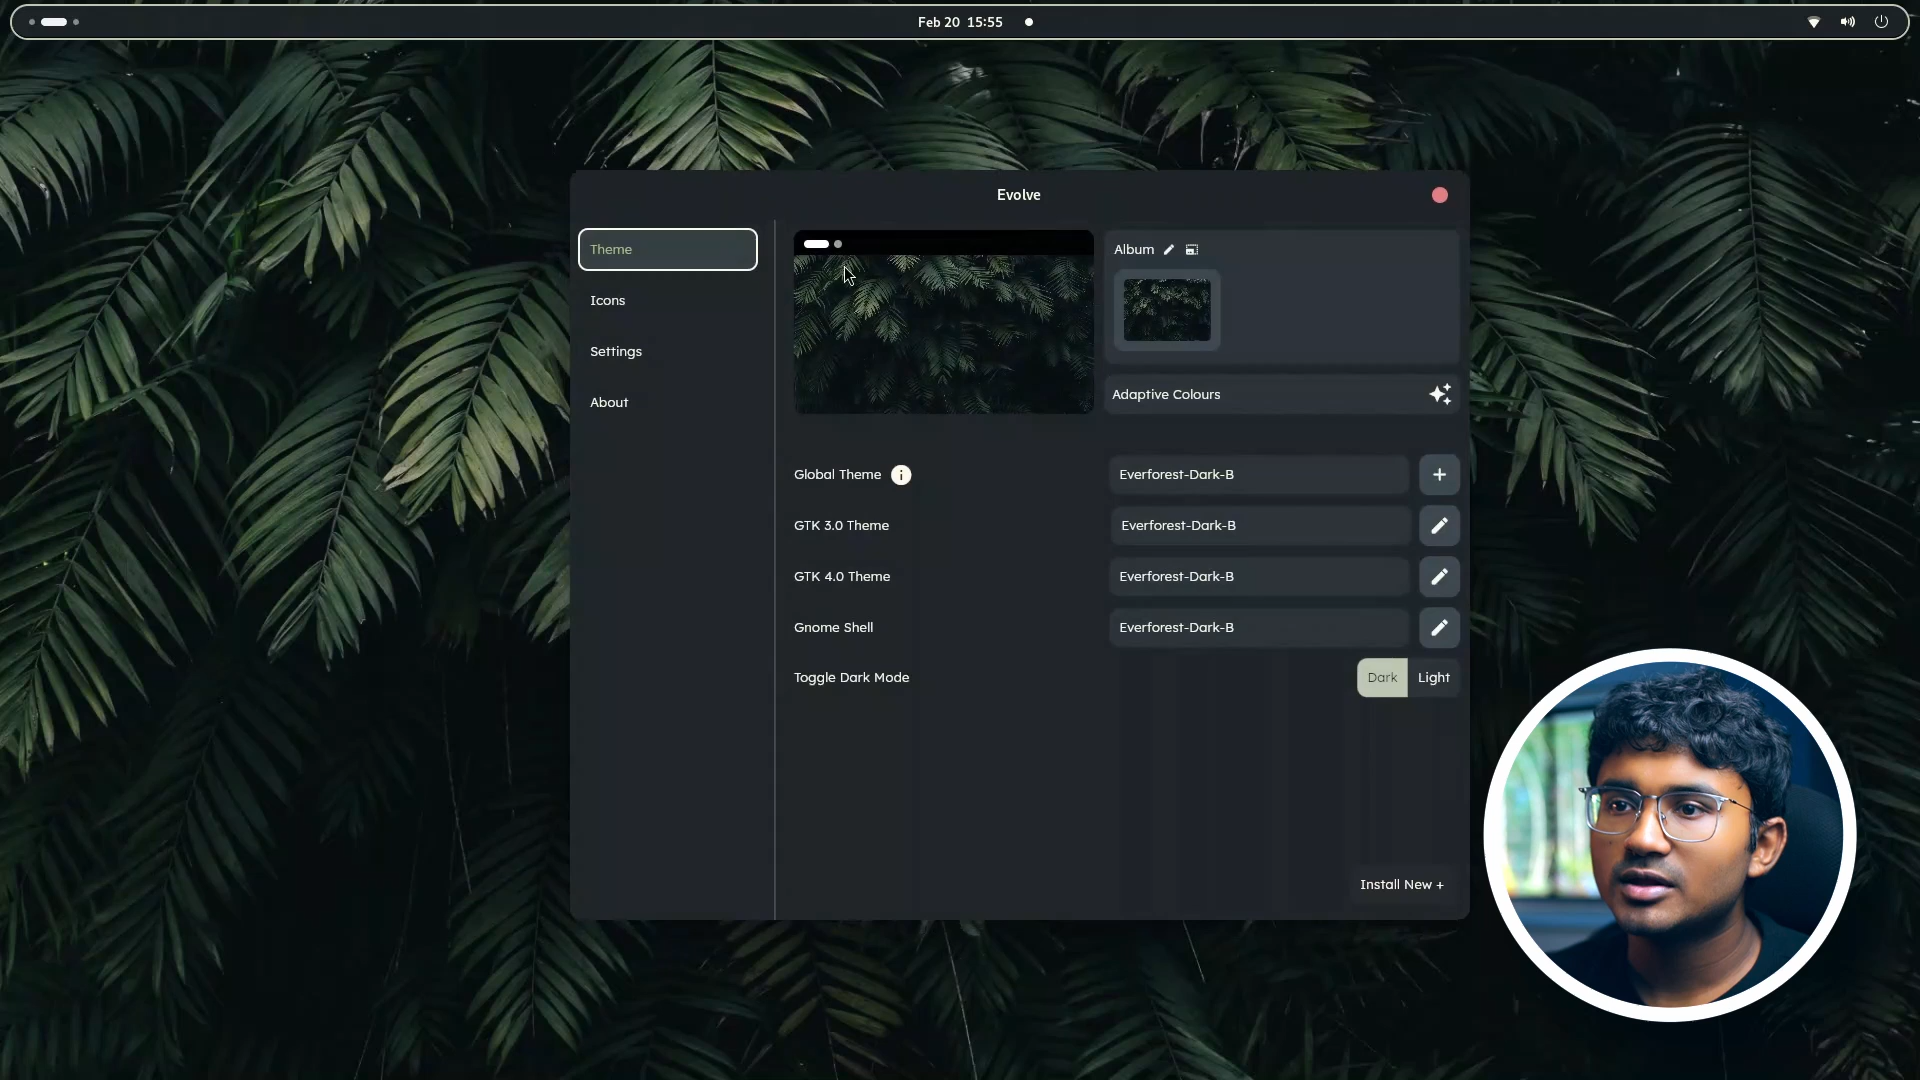 Feb 20 15:55
Evolve
Theme
Icons
Settings
About
Album
Adaptive Colours
Global Theme
Everforest-Dark-B
GTK 3.0 Theme
Everforest-Dark-B
GTK 4.0 Theme
Everforest-Dark-B
Gnome Shell
Everforest-Dark-B
Toggle Dark Mode
Dark
Light
Install New +